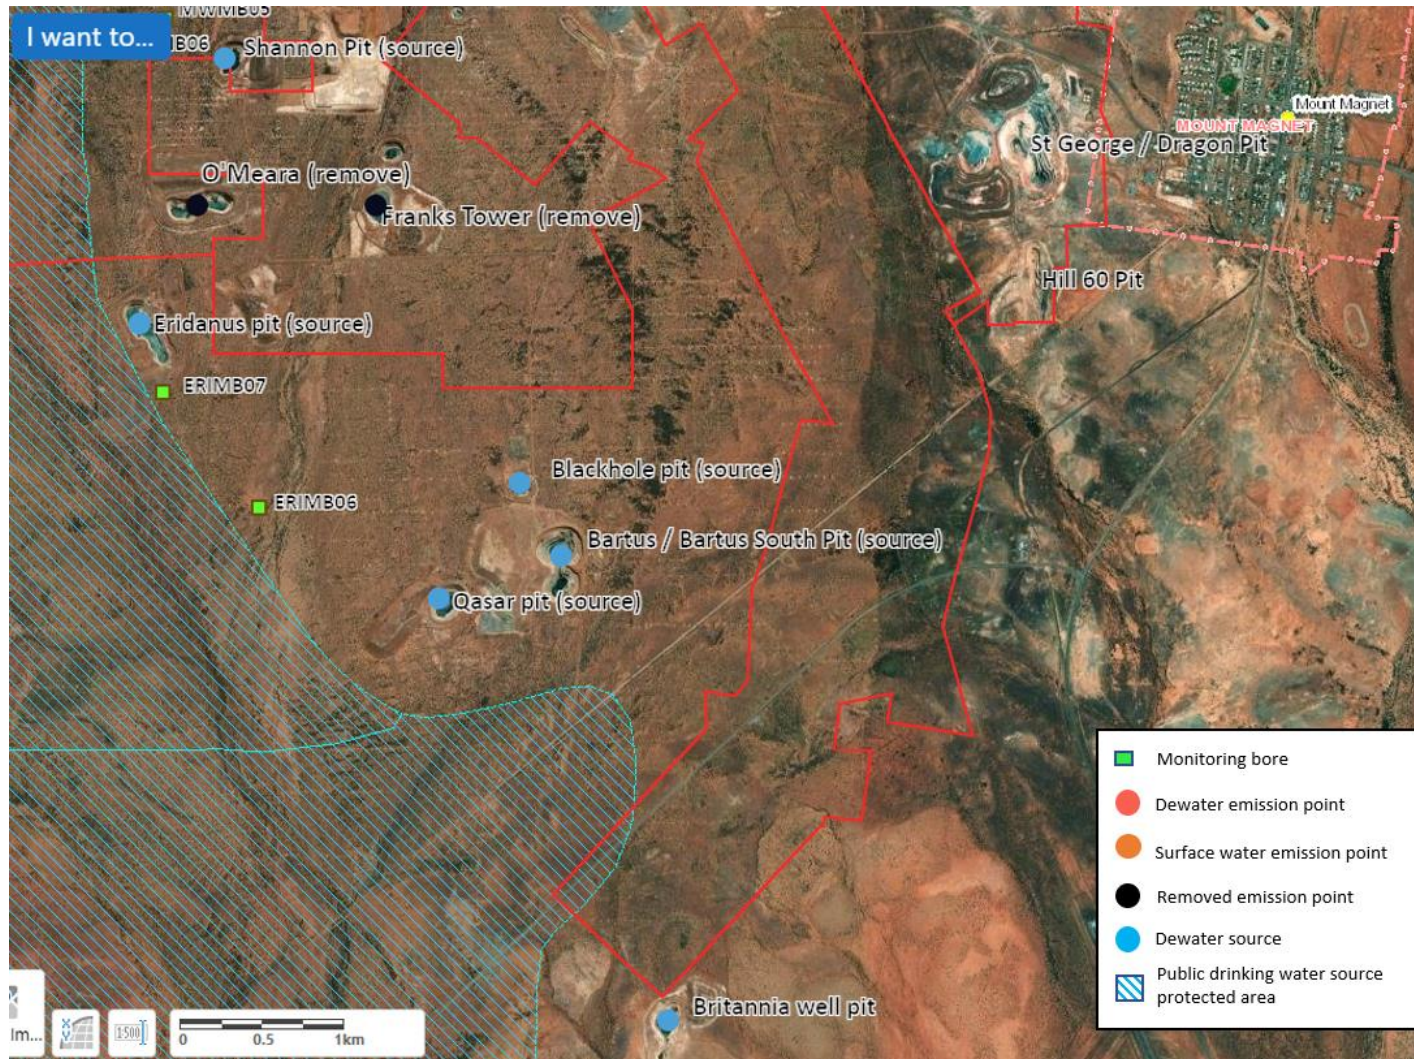 MWMB05
I want to...
MB06
Shannon Pit (source)
Mount Magnet
MOUNT MAGNET
St George / Dragon Pit
O'Meara (remove)
Franks Tower (remove)
Hill 60 Pit
Eridanus pit (source)
ERIMB07
Blackhole pit (source)
ERIMB06
Bartus / Bartus South Pit (source)
Qasar pit (source)
Monitoring bore
Dewater emission point
Surface water emission point
Removed emission point
Dewater source
Public drinking water source
protected area
Britannia well pit
Im...
X
Y
1:500
0 0.5 1km